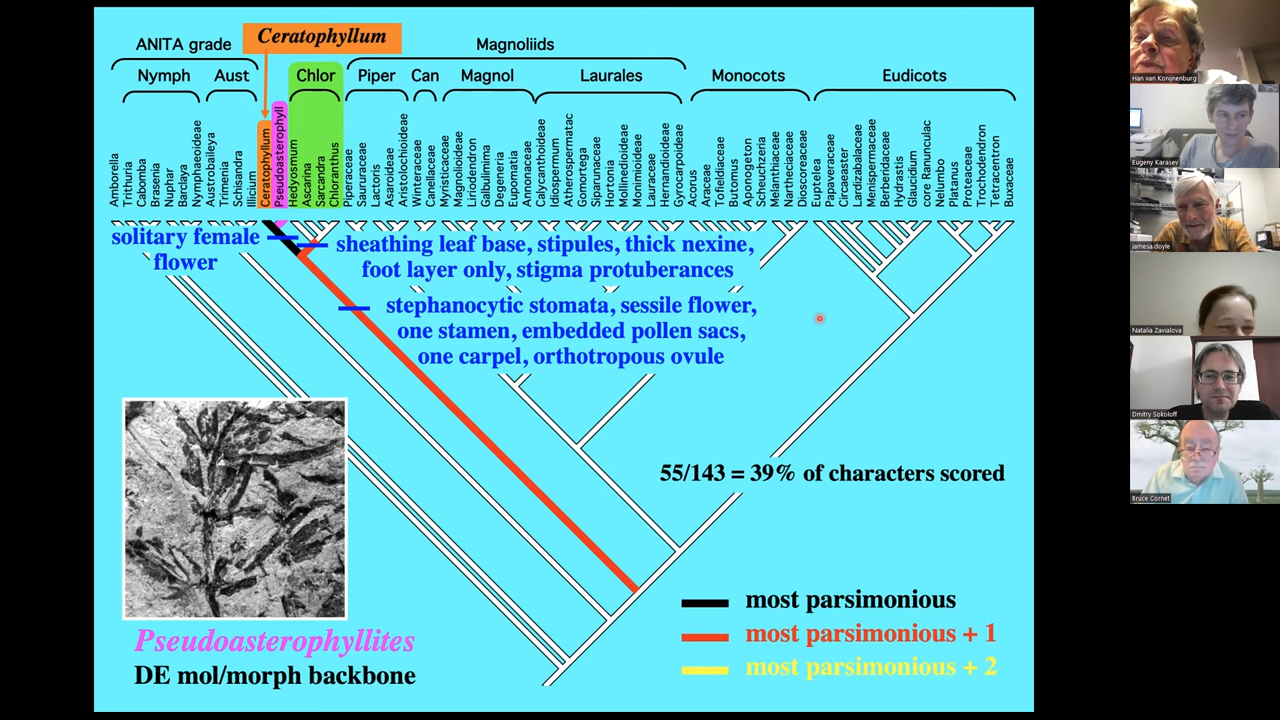 Ceratophyllum
ANITA grade
Magnoliids
Nymph
Aust
Chlor
Piper
Can
Magnol
Laurales
Monocots
Eudicots
Amborella
Trithuria
Cabomba
Brasenia
Nuphar
Barclaya
Nymphaeoideae
Austrobaileya
Trimenia
Schisandra
Illicium
Ceratophyllum
Pseudoasterophyll
Hedyosmum
Ascarina
Sarcandra
Chloranthus
Piperaceae
Saururaceae
Lactoris
Asaroideae
Aristolochioideae
Winteraceae
Canellaceae
Myristicaceae
Magnolioideae
Liriodendron
Galbulimima
Degeneria
Eupomatia
Annonaceae
Calycanthoideae
Idiospermum
Atherospermatac
Gomortega
Siparunaceae
Hortonia
Mollinedioideae
Monimioideae
Lauraceae
Hernandioideae
Gyrocarpoideae
Acorus
Araceae
Tofieldiaceae
Butomus
Aponogeton
Scheuchzeria
Melanthiaceae
Nartheciaceae
Dioscoreaceae
Euptelea
Papaveraceae
Circaeaster
Lardizabalaceae
Menispermaceae
Berberidaceae
Hydrastis
Glaucidium
core Ranunculac
Nelumbo
Platanus
Proteaceae
Trochodendron
Tetracentron
Buxaceae
solitary female
flower
sheathing leaf base, stipules, thick nexine,
foot layer only, stigma protuberances
stephanocytic stomata, sessile flower,
one stamen, embedded pollen sacs,
one carpel, orthotropous ovule
55/143 = 39% of characters scored
most parsimonious
most parsimonious + 1
most parsimonious + 2
Pseudoasterophyllites
DE mol/morph backbone
Han van Konijnenburg
Eugeny Karasev
jamesa.doyle
Natalia Zavialova
Dmitry Sokoloff
Bruce Cornet